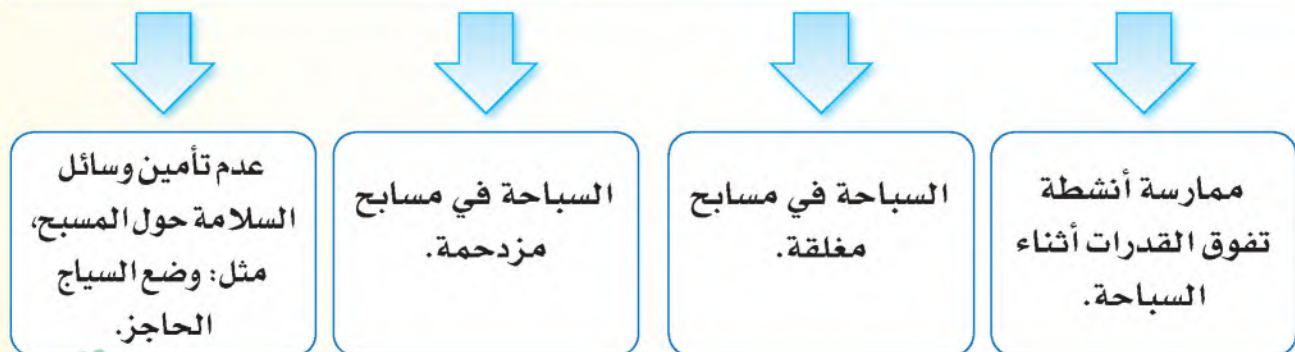 ممارسة أنشطة
تفوق القدرات أثناء
السباحة.
السباحة في مسابح
مغلقة.
السباحة في مسابح
مزدحمة.
عدم تأمين وسائل
السلامة حول المسبح،
مثل: وضع السياج
الحاجز.